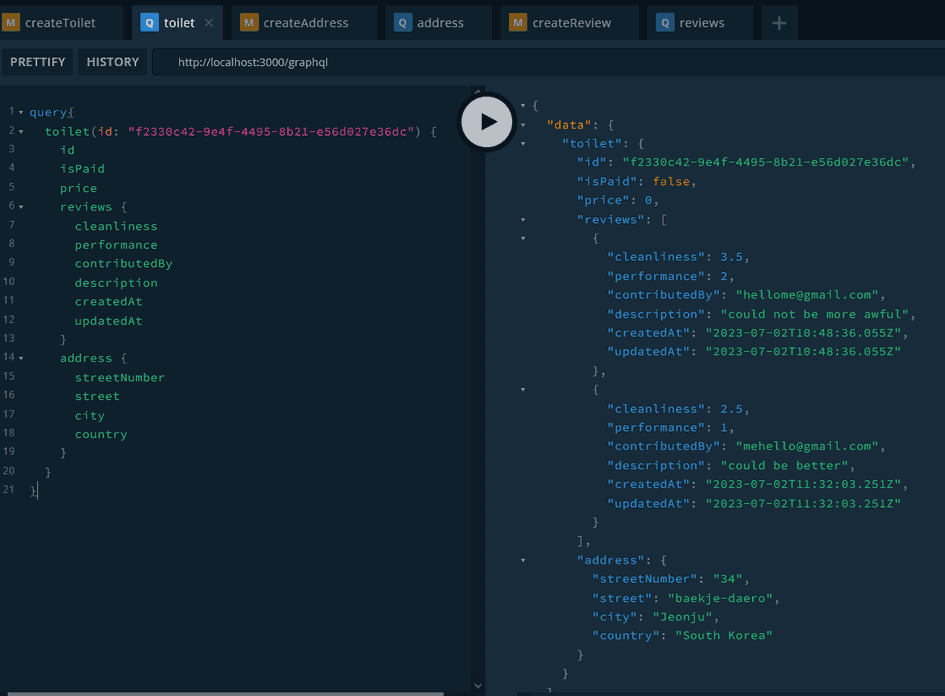 M createToilet Q toilet × M createAddress Q address M createReview Q reviews +
PRETTIFY HISTORY http://localhost:3000/graphql
1 query{
2 toilet(id: "f2330c42-9e4f-4495-8b21-e56d027e36dc") {
3 id
4 isPaid
5 price
6 reviews {
7 cleanliness
8 performance
9 contributedBy
10 description
11 createdAt
12 updatedAt
13 }
14 address {
15 streetNumber
16 street
17 city
18 country
19 }
20 }
21 }
{
"data": {
"toilet": {
"id": "f2330c42-9e4f-4495-8b21-e56d027e36dc",
"isPaid": false,
"price": 0,
"reviews": [
{
"cleanliness": 3.5,
"performance": 2,
"contributedBy": "hellome@gmail.com",
"description": "could not be more awful",
"createdAt": "2023-07-02T10:48:36.055Z",
"updatedAt": "2023-07-02T10:48:36.055Z"
},
{
"cleanliness": 2.5,
"performance": 1,
"contributedBy": "mehello@gmail.com",
"description": "could be better",
"createdAt": "2023-07-02T11:32:03.251Z",
"updatedAt": "2023-07-02T11:32:03.251Z"
}
],
"address": {
"streetNumber": "34",
"street": "baekje-daero",
"city": "Jeonju",
"country": "South Korea"
}
}
}